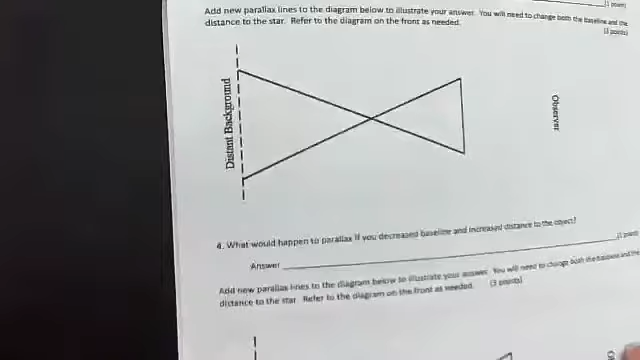 (1 point)
Add new parallax lines to the diagram below to illustrate your answer. You will need to change both the baseline and the
distance to the star. Refer to the diagram on the front as needed.
(3 points)
Distant Background
Observer
4. What would happen to parallax if you decreased baseline and increased distance to the object?
(1 point
Answer
Add new parallax lines to the diagram below to illustrate your answer. You will need to change both the baseline and the
distance to the star. Refer to the diagram on the front as needed. (3 points)